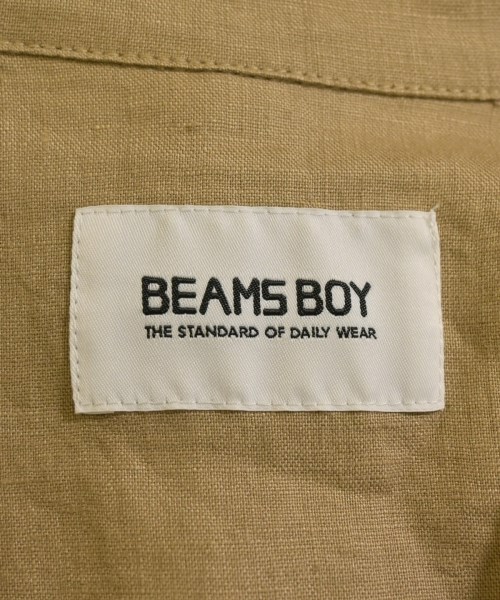 BEAMS BOY
THE STANDARD OF DAILY WEAR